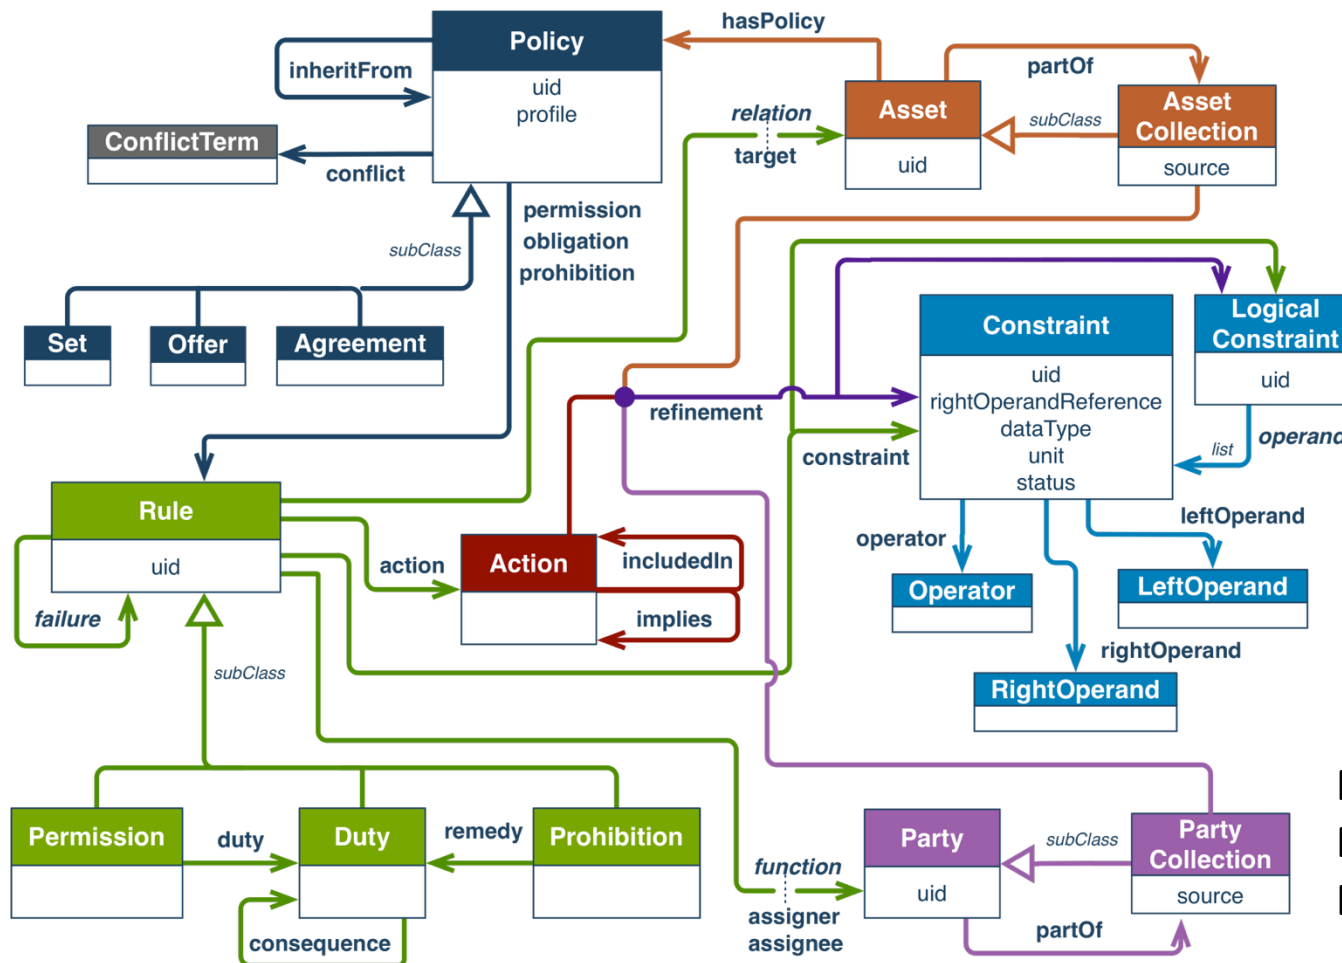 hasPolicy
Policy
inheritFrom
uid
profile
partOf
relation
Asset
subClass
Asset
Collection
ConflictTerm
target
uid
source
conflict
permission
obligation
prohibition
subClass
Set
Offer
Agreement
Constraint
Logical
Constraint
uid
rightOperandReference
dataType
unit
status
uid
refinement
constraint
list
operand
Rule
uid
failure
action
Action
includedIn
implies
operator
leftOperand
Operator
LeftOperand
rightOperand
RightOperand
subClass
Permission
duty
Duty
remedy
Prohibition
consequence
function
assigner
assignee
Party
uid
subClass
Party
Collection
source
partOf